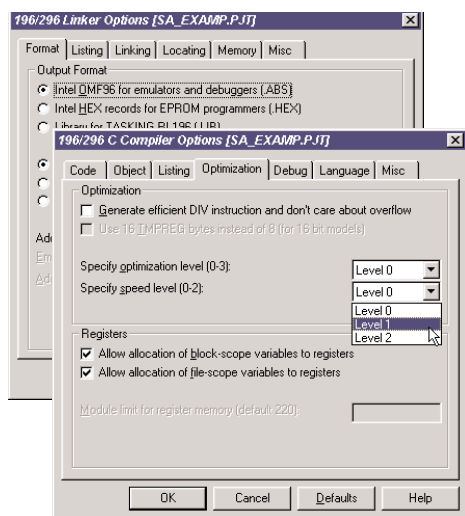 196/296 Linker Options [SA_EXAMP.PJT]
Format Listing Linking Locating Memory Misc
Output Format
Intel OMF96 for emulators and debuggers (.ABS)
Intel HEX records for EPROM programmers (.HEX)
Library for TASKING RL196 (.LIB)
196/296 C Compiler Options [SA_EXAMP.PJT]
Code Object Listing Optimization Debug Language Misc
Optimization
Generate efficient DIV instruction and don't care about overflow
Use 16 TMPREG bytes instead of 8 (for 16 bit models)
Specify optimization level (0-3):
Level 0
Specify speed level (0-2):
Level 0
Level 0
Level 1
Level 2
Registers
Allow allocation of block-scope variables to registers
Allow allocation of file-scope variables to registers
Module limit for register memory (default 220):
OK Cancel Defaults Help